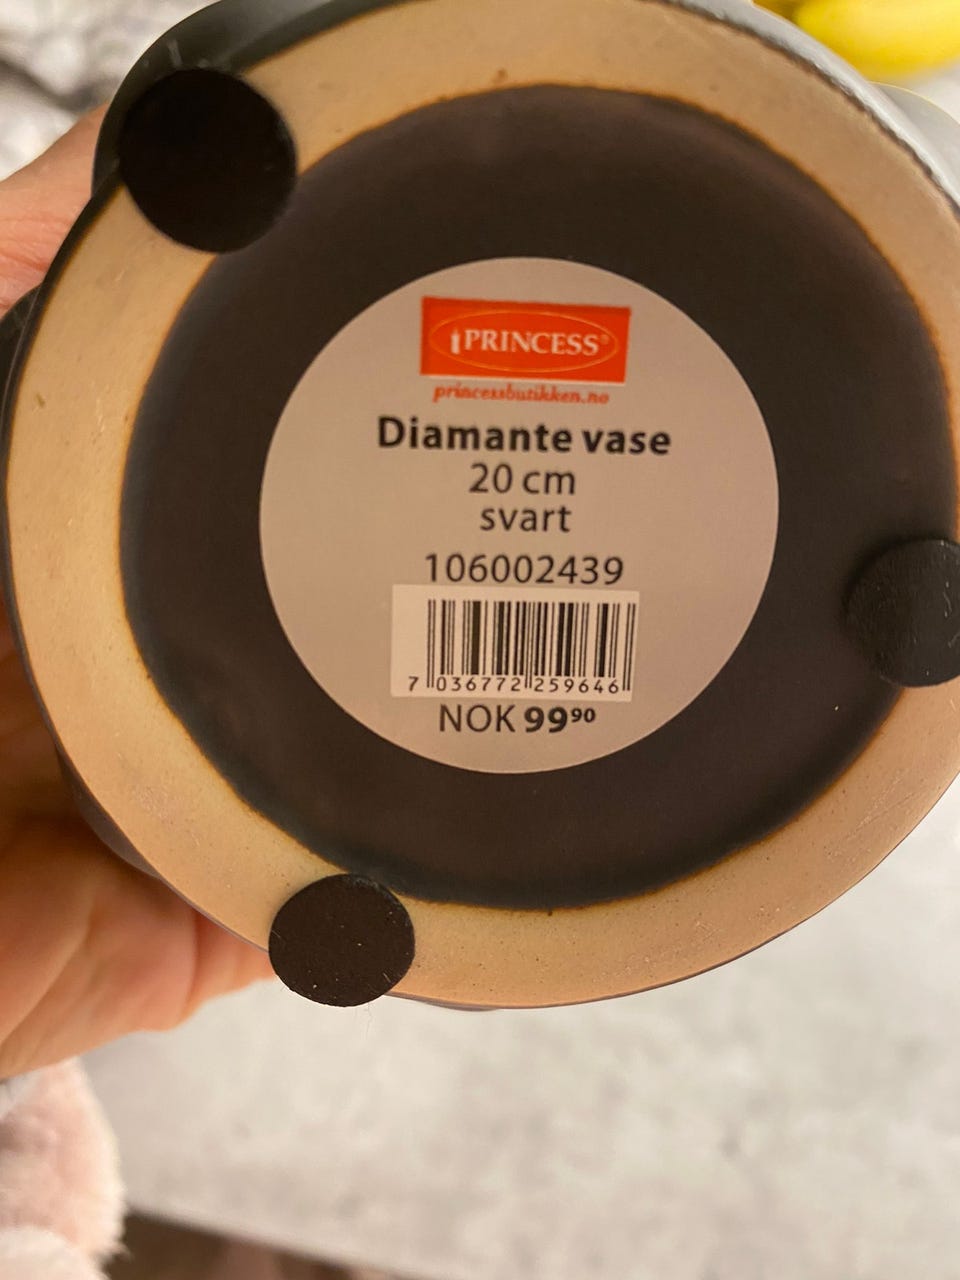 PRINCESS®
princessbutikken.no
Diamante vase
20 cm
svart
106002439
7 036772 259646
NOK 99⁹⁰